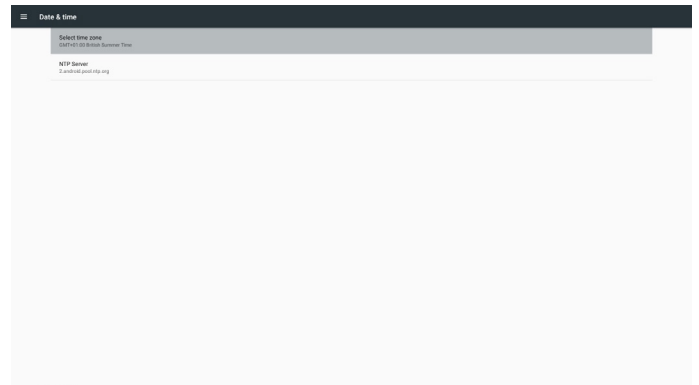 Date & time
Select time zone
GMT+01:00 British Summer Time
NTP Server
2.android.pool.ntp.org